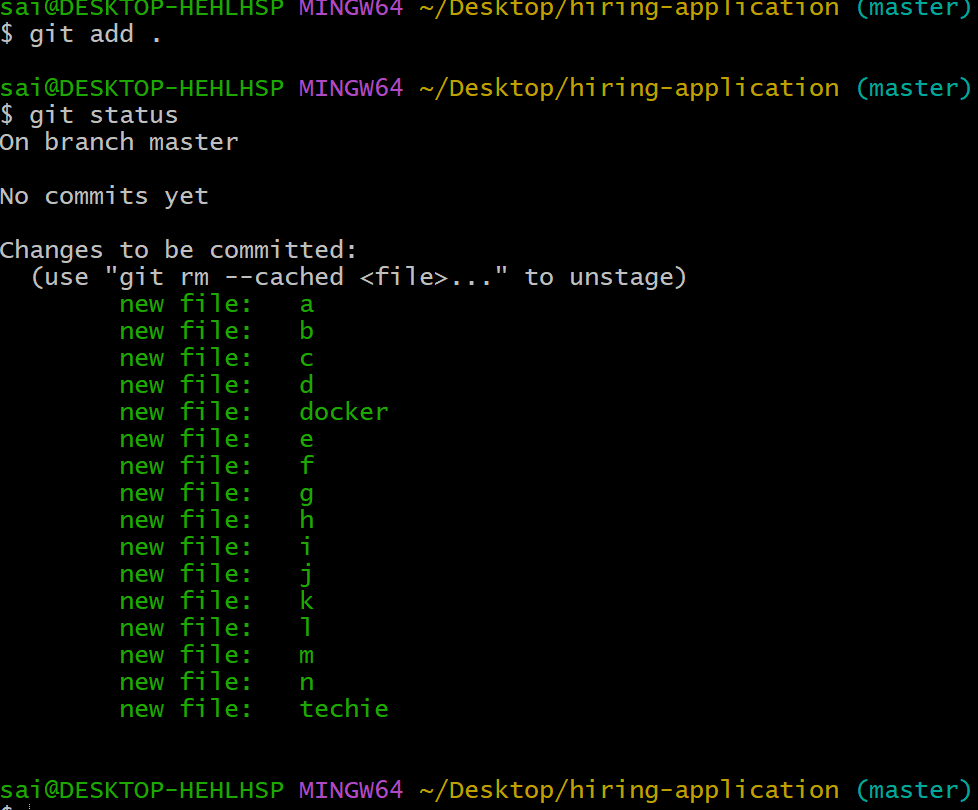 sai@DESKTOP-HEHLHSP MINGW64 ~/Desktop/hiring-application (master)
$ git add .
sai@DESKTOP-HEHLHSP MINGW64 ~/Desktop/hiring-application (master)
$ git status
On branch master
No commits yet
Changes to be committed:
  (use "git rm --cached <file>..." to unstage)
        new file:   a
        new file:   b
        new file:   c
        new file:   d
        new file:   docker
        new file:   e
        new file:   f
        new file:   g
        new file:   h
        new file:   i
        new file:   j
        new file:   k
        new file:   l
        new file:   m
        new file:   n
        new file:   techie
sai@DESKTOP-HEHLHSP MINGW64 ~/Desktop/hiring-application (master)
$